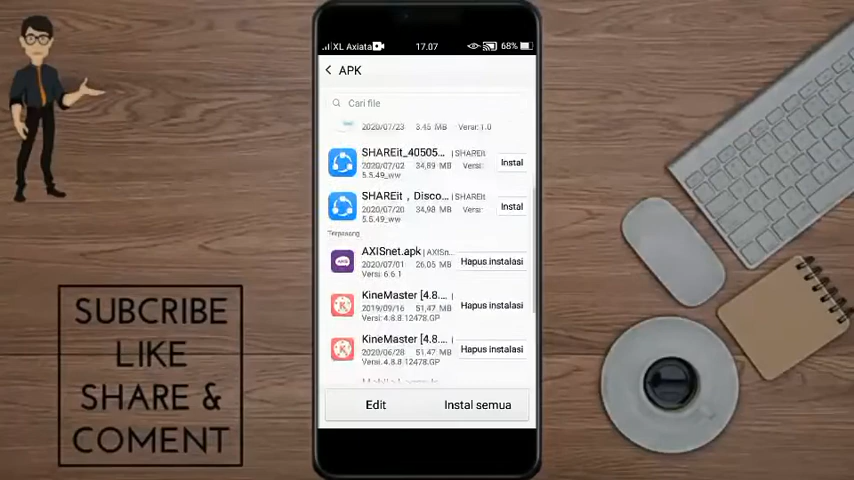 XL Axiata 17.07 68%
APK
Cari file
2020/07/23 3.45 MB Versi: 1.0
SHAREit_40505... | SHAREit
2020/07/02 34,89 MB Versi:
5.5.49_ww
Instal
SHAREit , Disco... | SHAREit
2020/07/20 34,98 MB Versi:
5.5.49_ww
Instal
Terpasang
AXISnet.apk | AXISn...
2020/07/01 26,05 MB
Versi: 6.6.1
Hapus instalasi
AXIS
KineMaster [4.8.... |
2019/09/16 51,47 MB
Versi: 4.8.8.12478.GP
Hapus instalasi
KineMaster [4.8.... |
2020/06/28 51,47 MB
Versi: 4.8.8.12478.GP
Hapus instalasi
Edit Instal semua
SUBCRIBE
LIKE
SHARE &
COMENT